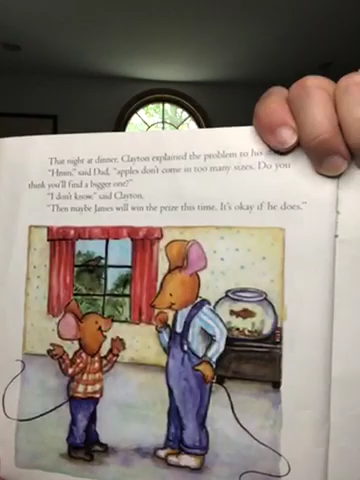 That night at dinner, Clayton explained the problem to his
"Hmm," said Dad, "apples don't come in too many sizes. Do you
think you'll find a bigger one?"
"I don't know," said Clayton.
"Then maybe James will win the prize this time. It's okay if he does."